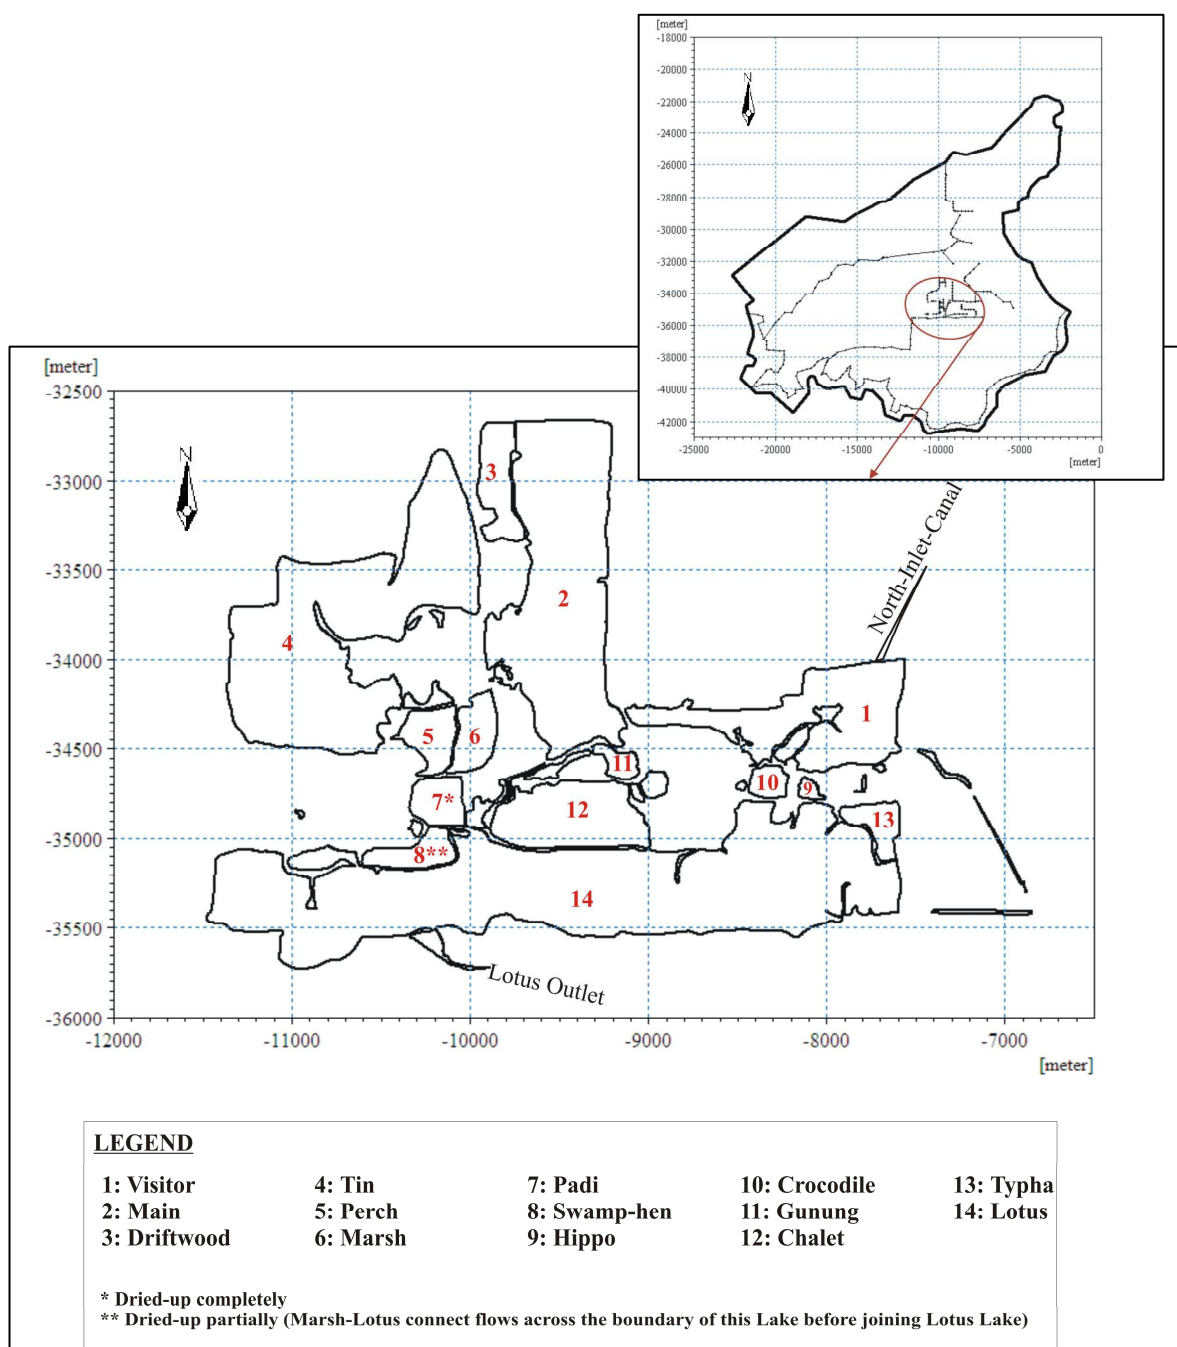 [meter]
-18000
-20000
-22000
-24000
-26000
-28000
-30000
-32000
-34000
-36000
-38000
-40000
-42000
N
-25000 -20000 -15000 -10000 -5000 0
[meter]
[meter]
-32500
-33000
-33500
-34000
-34500
-35000
-35500
-36000
N
3
2
4
North-Inlet-Canal
1
5
6
11
10
9
7*
12
13
8**
14
Lotus Outlet
-12000 -11000 -10000 -9000 -8000 -7000
[meter]
LEGEND
1: Visitor 4: Tin 7: Padi 10: Crocodile 13: Typha
2: Main 5: Perch 8: Swamp-hen 11: Gunung 14: Lotus
3: Driftwood 6: Marsh 9: Hippo 12: Chalet
* Dried-up completely
** Dried-up partially (Marsh-Lotus connect flows across the boundary of this Lake before joining Lotus Lake)